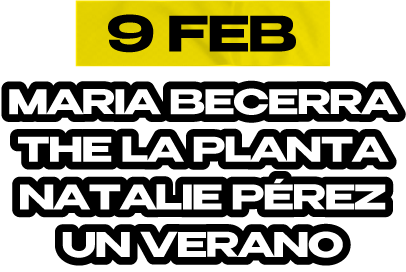 9 FEB
MARIA BECERRA
THE LA PLANTA
NATALIE PÉREZ
UN VERANO